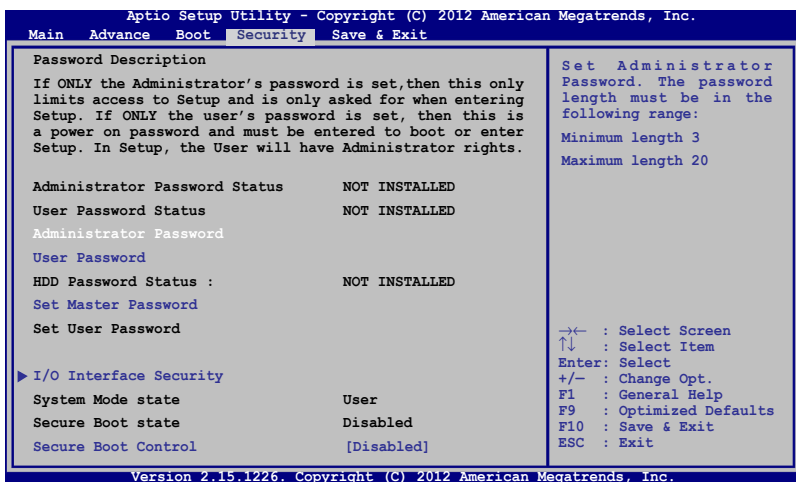 Aptio Setup Utility - Copyright (C) 2012 American Megatrends, Inc.
Main Advance Boot Security Save & Exit
Password Description
If ONLY the Administrator's password is set,then this only
limits access to Setup and is only asked for when entering
Setup. If ONLY the user's password is set, then this is
a power on password and must be entered to boot or enter
Setup. In Setup, the User will have Administrator rights.
Administrator Password Status NOT INSTALLED
User Password Status NOT INSTALLED
Administrator Password
User Password
HDD Password Status : NOT INSTALLED
Set Master Password
Set User Password
I/O Interface Security
System Mode state User
Secure Boot state Disabled
Secure Boot Control [Disabled]
Set Administrator
Password. The password
length must be in the
following range:
Minimum length 3
Maximum length 20
→← : Select Screen
↑↓ : Select Item
Enter: Select
+/— : Change Opt.
F1 : General Help
F9 : Optimized Defaults
F10 : Save & Exit
ESC : Exit
Version 2.15.1226. Copyright (C) 2012 American Megatrends, Inc.